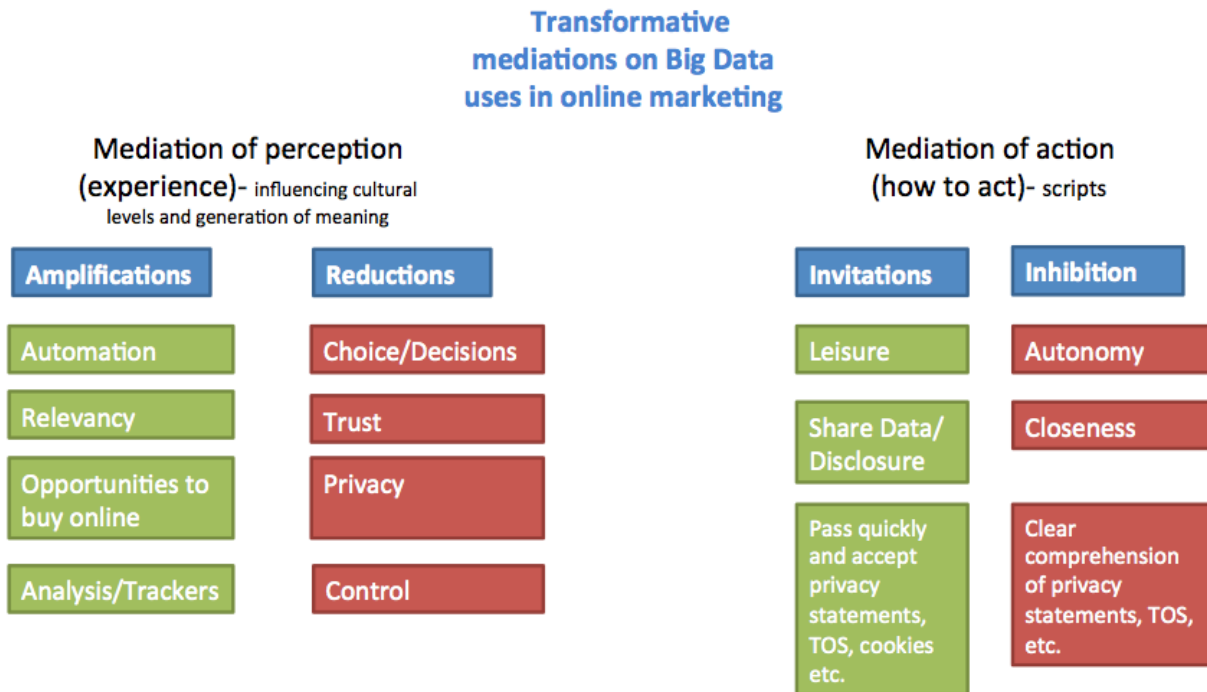 Transformative
mediations on Big Data
uses in online marketing
Mediation of perception
(experience)- influencing cultural
levels and generation of meaning
Amplifications
Reductions
Automation
Choice/Decisions
Relevancy
Trust
Opportunities to
buy online
Privacy
Analysis/Trackers
Control
Mediation of action
(how to act)- scripts
Invitations
Inhibition
Leisure
Autonomy
Share Data/
Disclosure
Closeness
Pass quickly
and accept
privacy
statements,
TOS, cookies
etc.
Clear
comprehension
of privacy
statements, TOS,
etc.